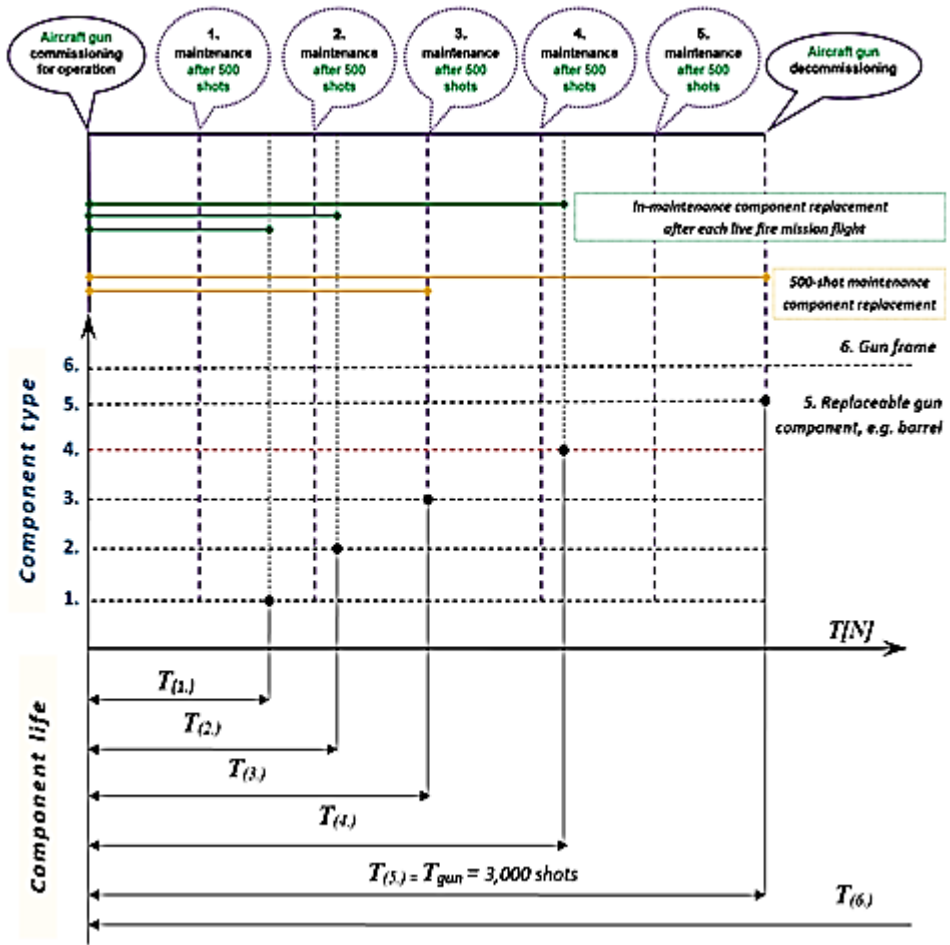 Aircraft gun
commissioning
for operation
1.
maintenance
after 500
shots
2.
maintenance
after 500
shots
3.
maintenance
after 500
shots
4.
maintenance
after 500
shots
5.
maintenance
after 500
shots
Aircraft gun
decommissioning
In-maintenance component replacement
after each live fire mission flight
500-shot maintenance
component replacement
6. Gun frame
6.
5.
5. Replaceable gun
component, e.g. barrel
4.
3.
2.
1.
Component type
T[N]
T(1.)
T(2.)
T(3.)
T(4.)
T(5.) = Tgun = 3,000 shots
T(6.)
Component life